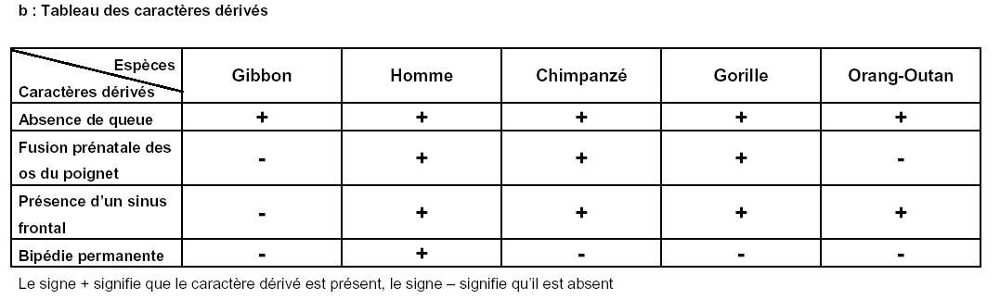 b : Tableau des caractères dérivés
Espèces
Caractères dérivés
Gibbon Homme Chimpanzé Gorille Orang-Outan
Absence de queue + + + + +
Fusion prénatale des
os du poignet - + + + -
Présence d'un sinus
frontal - + + + +
Bipédie permanente - + - - -
Le signe + signifie que le caractère dérivé est présent, le signe – signifie qu'il est absent